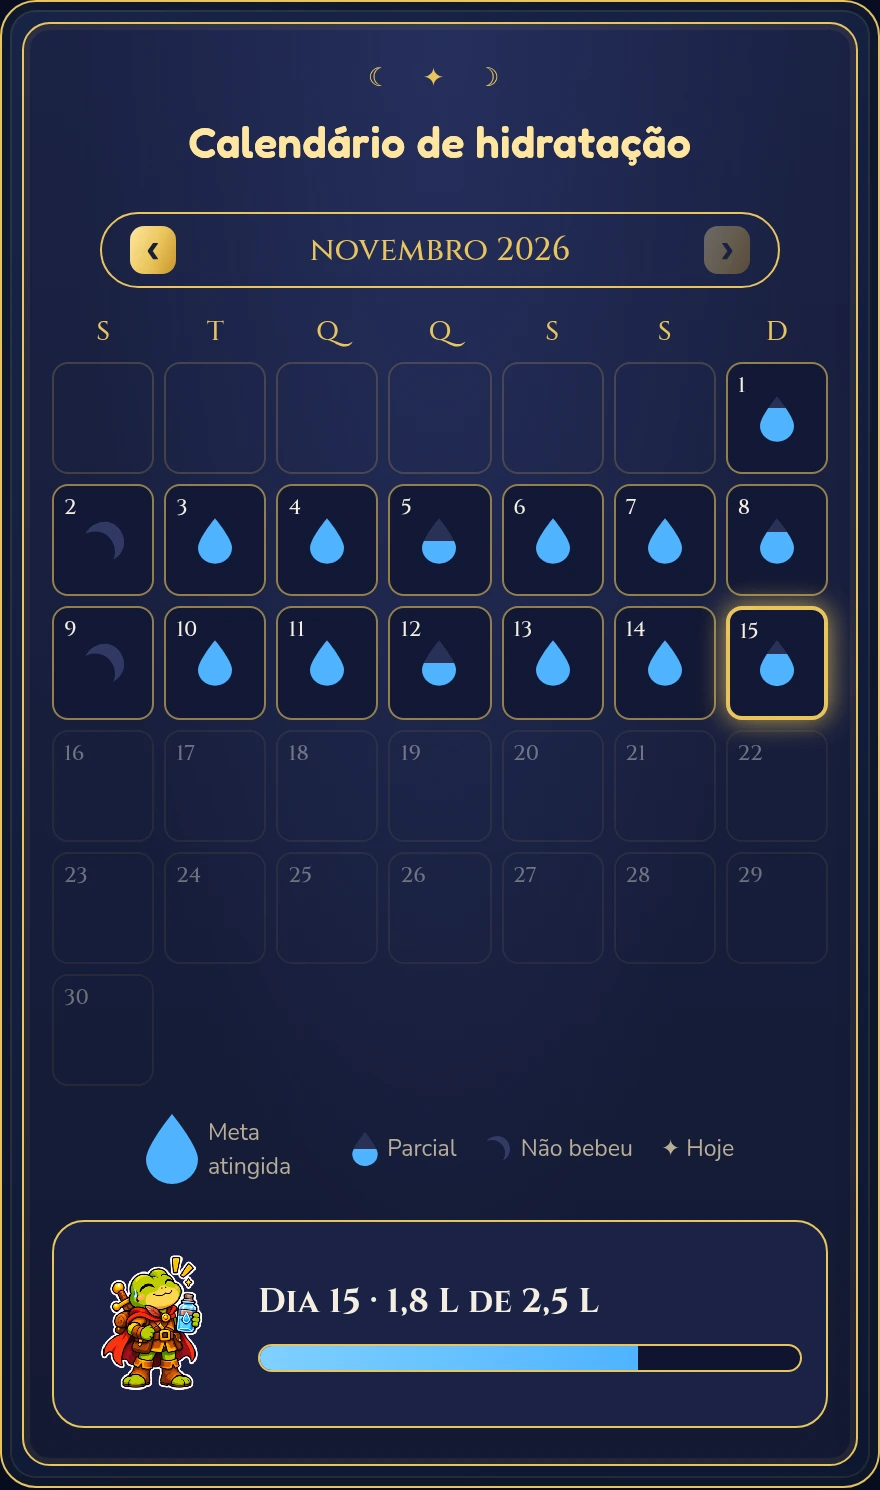 ☾ ✦ ☽
Calendário de hidratação
‹ NOVEMBRO 2026 ›
S T Q Q S S D
1
2 3 4 5 6 7 8
9 10 11 12 13 14 15
16 17 18 19 20 21 22
23 24 25 26 27 28 29
30
Meta
atingida
Parcial
Não bebeu
✦ Hoje
Dia 15 · 1,8 L de 2,5 L